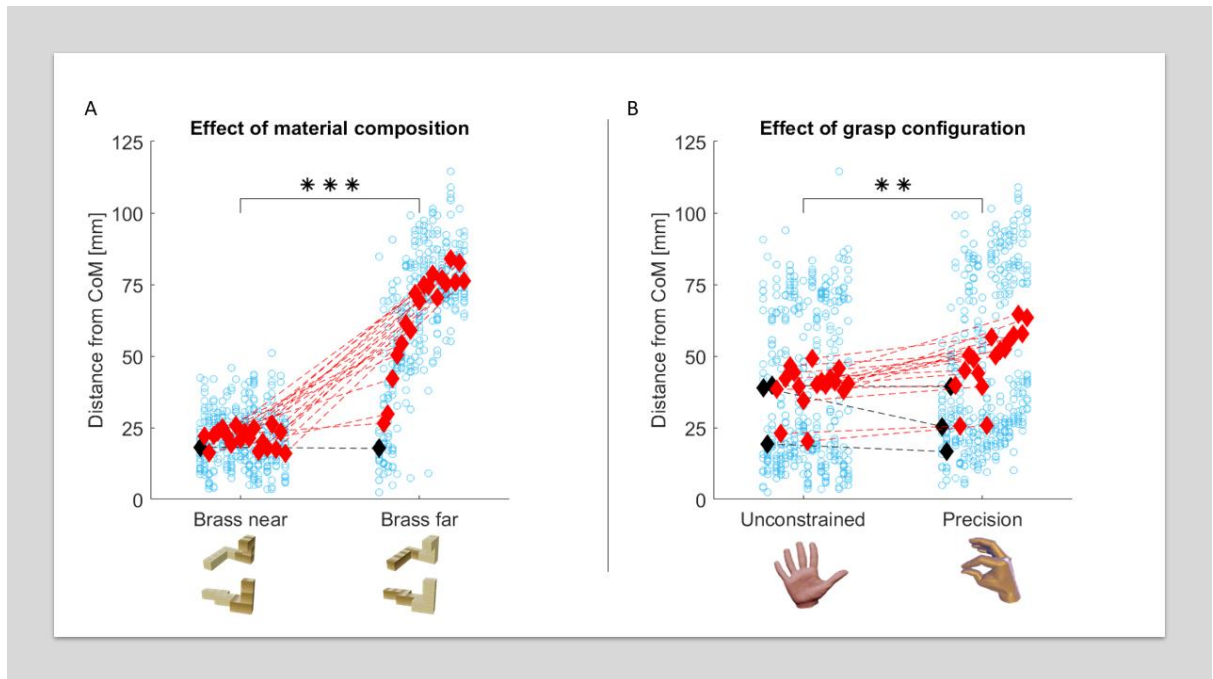 A
Effect of material composition
125
100
75
50
25
0
Distance from CoM [mm]
✳ ✳ ✳
Brass near
Brass far
B
Effect of grasp configuration
125
100
75
50
25
0
Distance from CoM [mm]
✳ ✳
Unconstrained
Precision